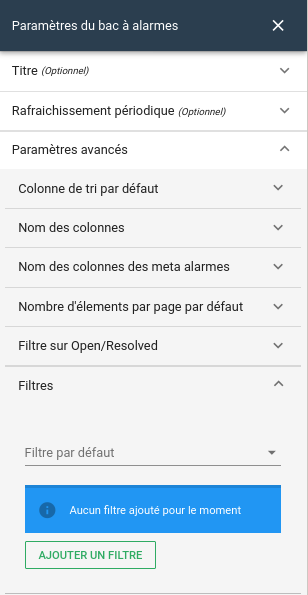 Paramètres du bac à alarmes
Titre (Optionnel)
Rafraichissement périodique (Optionnel)
Paramètres avancés
Colonne de tri par défaut
Nom des colonnes
Nom des colonnes des meta alarmes
Nombre d'élements par page par défaut
Filtre sur Open/Resolved
Filtres
Filtre par défaut
Aucun filtre ajouté pour le moment
AJOUTER UN FILTRE